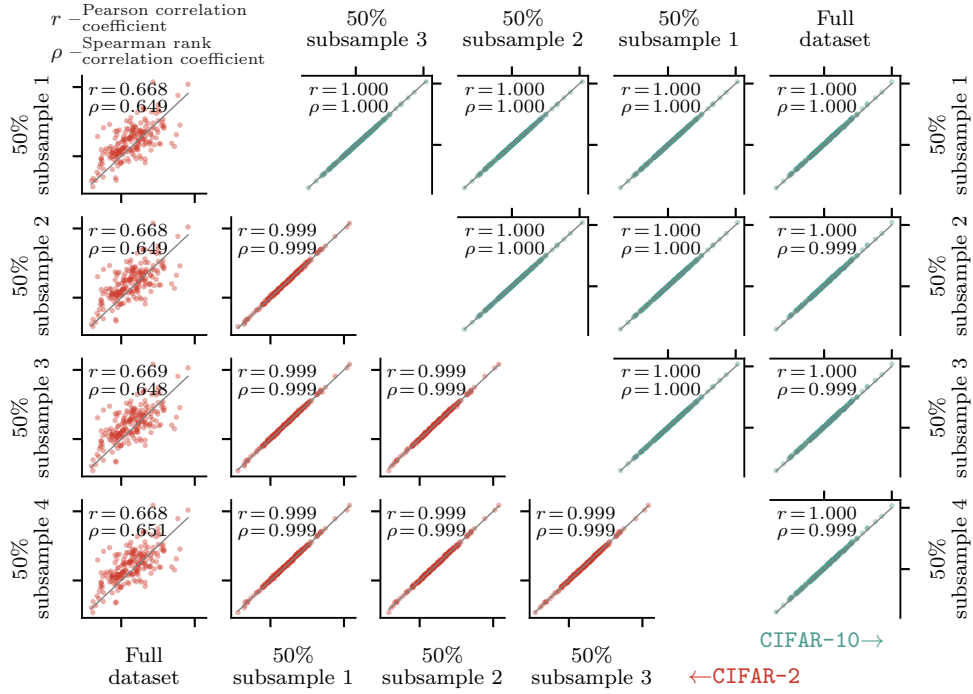 r – Pearson correlation
coefficient
ρ – Spearman rank
correlation coefficient
50%
subsample 3
50%
subsample 2
50%
subsample 1
Full
dataset
50%
subsample 1
r = 0.668
ρ = 0.649
r = 1.000
ρ = 1.000
r = 1.000
ρ = 1.000
r = 1.000
ρ = 1.000
r = 1.000
ρ = 1.000
50%
subsample 1
50%
subsample 2
r = 0.668
ρ = 0.649
r = 0.999
ρ = 0.999
r = 1.000
ρ = 1.000
r = 1.000
ρ = 1.000
r = 1.000
ρ = 0.999
50%
subsample 2
50%
subsample 3
r = 0.669
ρ = 0.648
r = 0.999
ρ = 0.999
r = 0.999
ρ = 0.999
r = 1.000
ρ = 1.000
r = 1.000
ρ = 0.999
50%
subsample 3
50%
subsample 4
r = 0.668
ρ = 0.651
r = 0.999
ρ = 0.999
r = 0.999
ρ = 0.999
r = 0.999
ρ = 0.999
r = 1.000
ρ = 0.999
50%
subsample 4
CIFAR-10→
Full
dataset
50%
subsample 1
50%
subsample 2
50%
subsample 3
←CIFAR-2